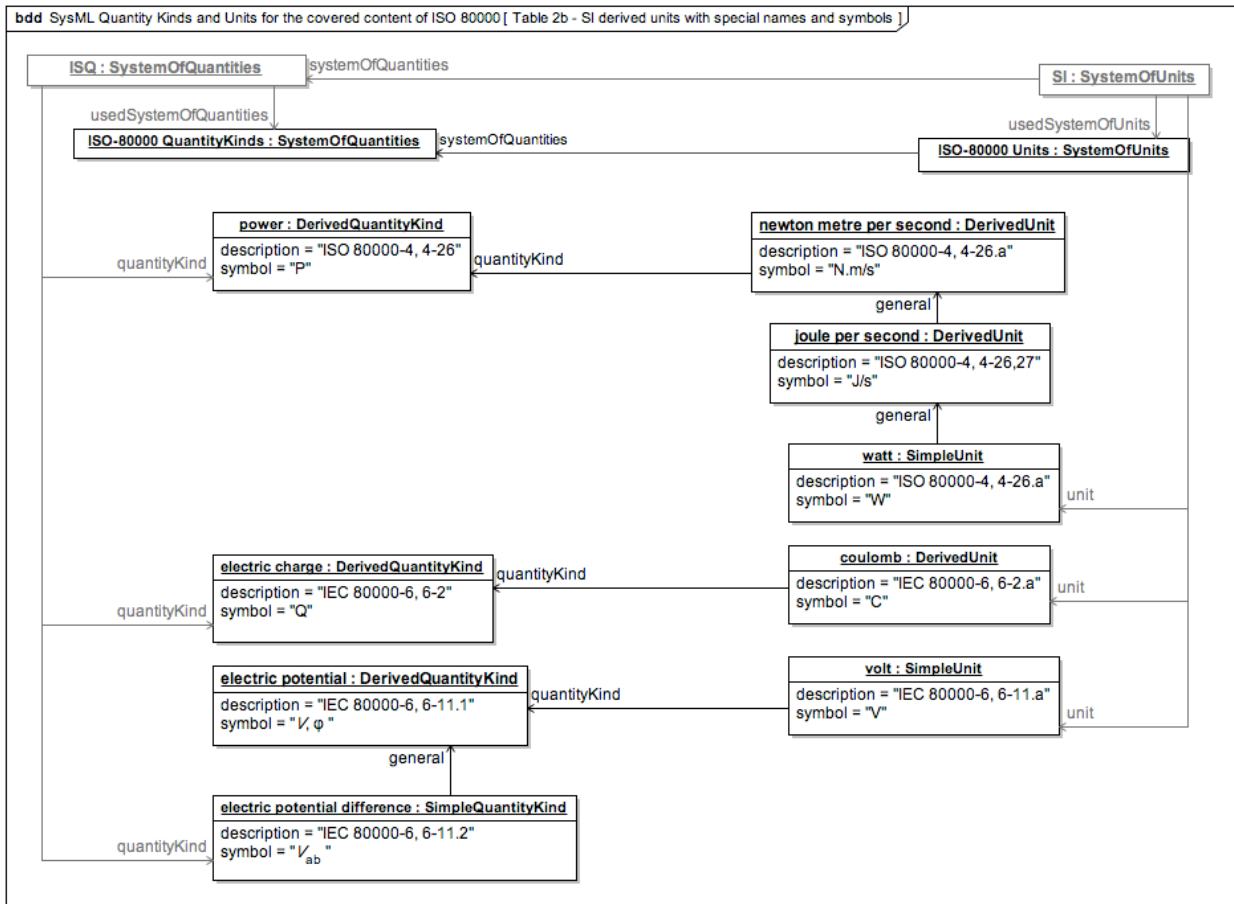 bdd SysML Quantity Kinds and Units for the covered content of ISO 80000 [ Table 2b - SI derived units with special names and symbols ]
ISQ : SystemOfQuantities
systemOfQuantities
SI : SystemOfUnits
usedSystemOfQuantities
usedSystemOfUnits
ISO-80000 QuantityKinds : SystemOfQuantities
systemOfQuantities
ISO-80000 Units : SystemOfUnits
power : DerivedQuantityKind
description = "ISO 80000-4, 4-26"
symbol = "P"
quantityKind
quantityKind
newton metre per second : DerivedUnit
description = "ISO 80000-4, 4-26.a"
symbol = "N.m/s"
general
joule per second : DerivedUnit
description = "ISO 80000-4, 4-26,27"
symbol = "J/s"
general
watt : SimpleUnit
description = "ISO 80000-4, 4-26.a"
symbol = "W"
unit
electric charge : DerivedQuantityKind
description = "IEC 80000-6, 6-2"
symbol = "Q"
quantityKind
quantityKind
coulomb : DerivedUnit
description = "IEC 80000-6, 6-2.a"
symbol = "C"
unit
electric potential : DerivedQuantityKind
description = "IEC 80000-6, 6-11.1"
symbol = "V, φ "
quantityKind
volt : SimpleUnit
description = "IEC 80000-6, 6-11.a"
symbol = "V"
unit
general
electric potential difference : SimpleQuantityKind
description = "IEC 80000-6, 6-11.2"
symbol = "V_ab "
quantityKind